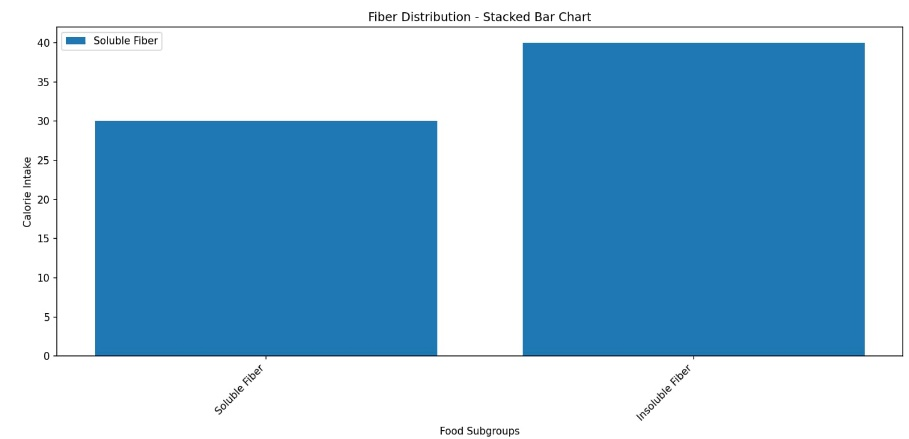 Fiber Distribution - Stacked Bar Chart
Soluble Fiber
Calorie Intake
40
35
30
25
20
15
10
5
0
Soluble Fiber
Insoluble Fiber
Food Subgroups